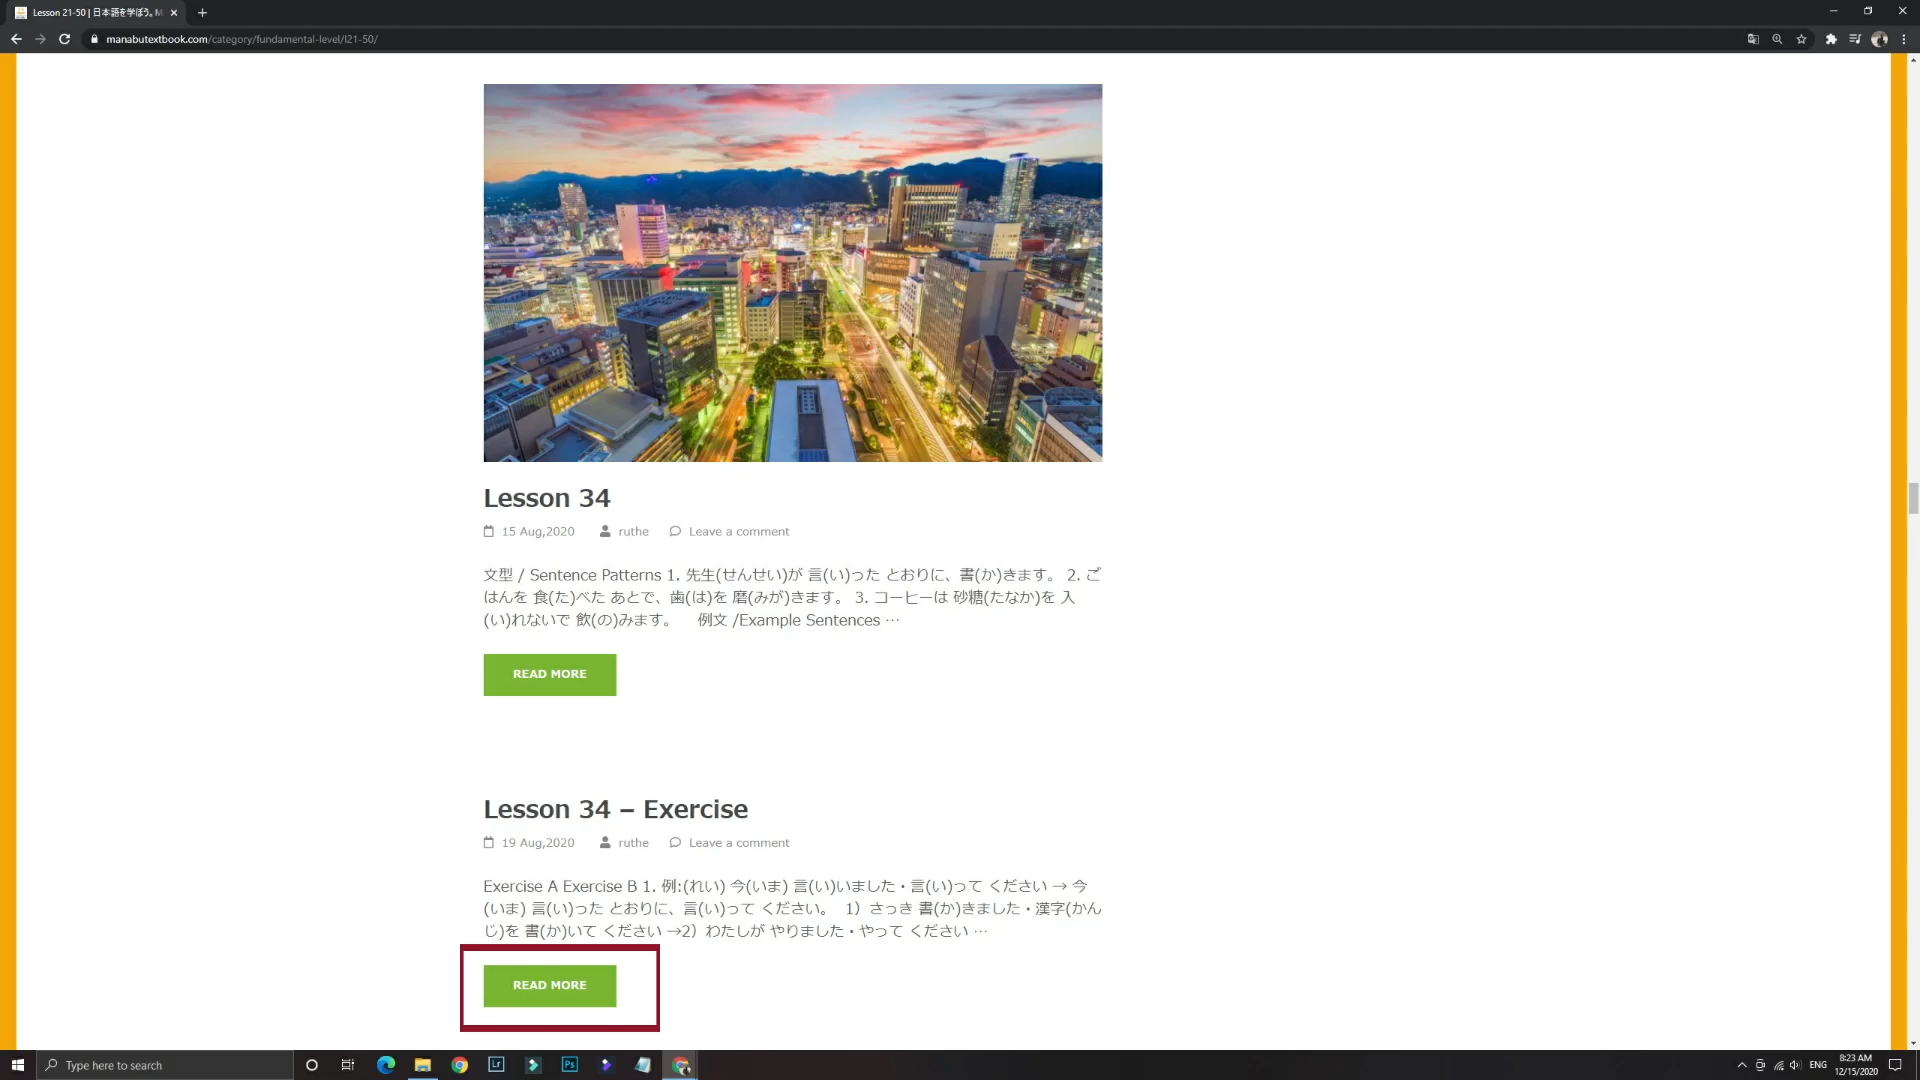 Lesson 21-50 | 日本語を学ぼう。M
manabutextbook.com/category/fundamental-level/l21-50/
Lesson 34
15 Aug,2020 ruthe Leave a comment
文型 / Sentence Patterns 1. 先生(せんせい)が 言(い)った とおりに、書(か)きます。 2. ご
はんを 食(た)べた あとで、歯(は)を 磨(みが)きます。 3. コーヒーは 砂糖(たなか)を 入
(い)れないで 飲(の)みます。 例文 /Example Sentences …
READ MORE
Lesson 34 – Exercise
19 Aug,2020 ruthe Leave a comment
Exercise A Exercise B 1. 例:(れい) 今(いま) 言(い)いました・言(い)って ください → 今
(いま) 言(い)った とおりに、言(い)って ください。 1）さっき 書(か)きました・漢字(かん
じ)を 書(か)いて ください →2）わたしが やりました・やって ください …
READ MORE
Type here to search
Lr
Ps
ENG
8:23 AM
12/15/2020